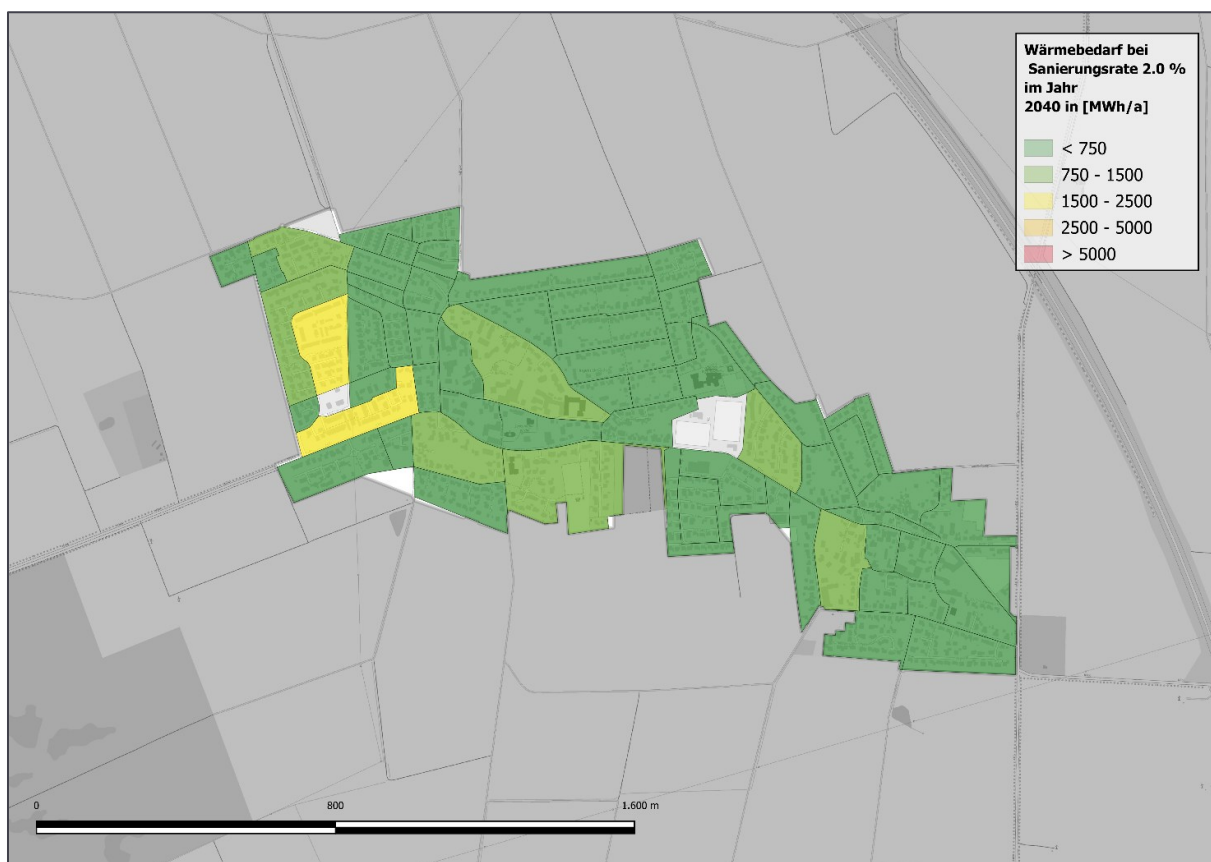 Wärmebedarf bei
Sanierungsrate 2.0 %
im Jahr
2040 in [MWh/a]
< 750
750 - 1500
1500 - 2500
2500 - 5000
> 5000
0
800
1.600 m